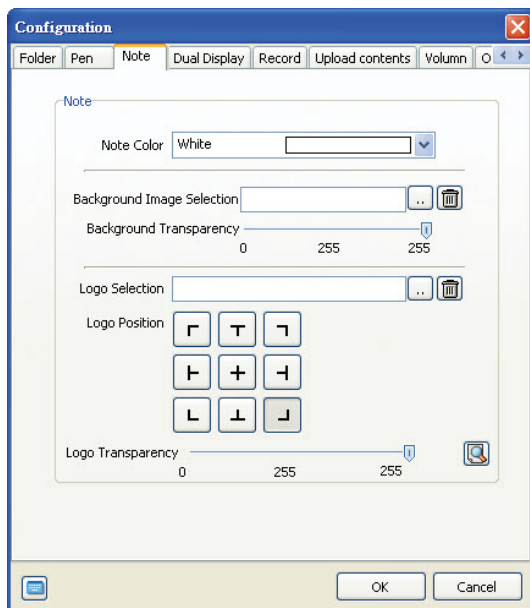 Configuration
Folder Pen Note Dual Display Record Upload contents Volumn O
Note
Note Color White
Background Image Selection ..
Background Transparency
0 255 255
Logo Selection ..
Logo Position
Logo Transparency
0 255 255
OK Cancel